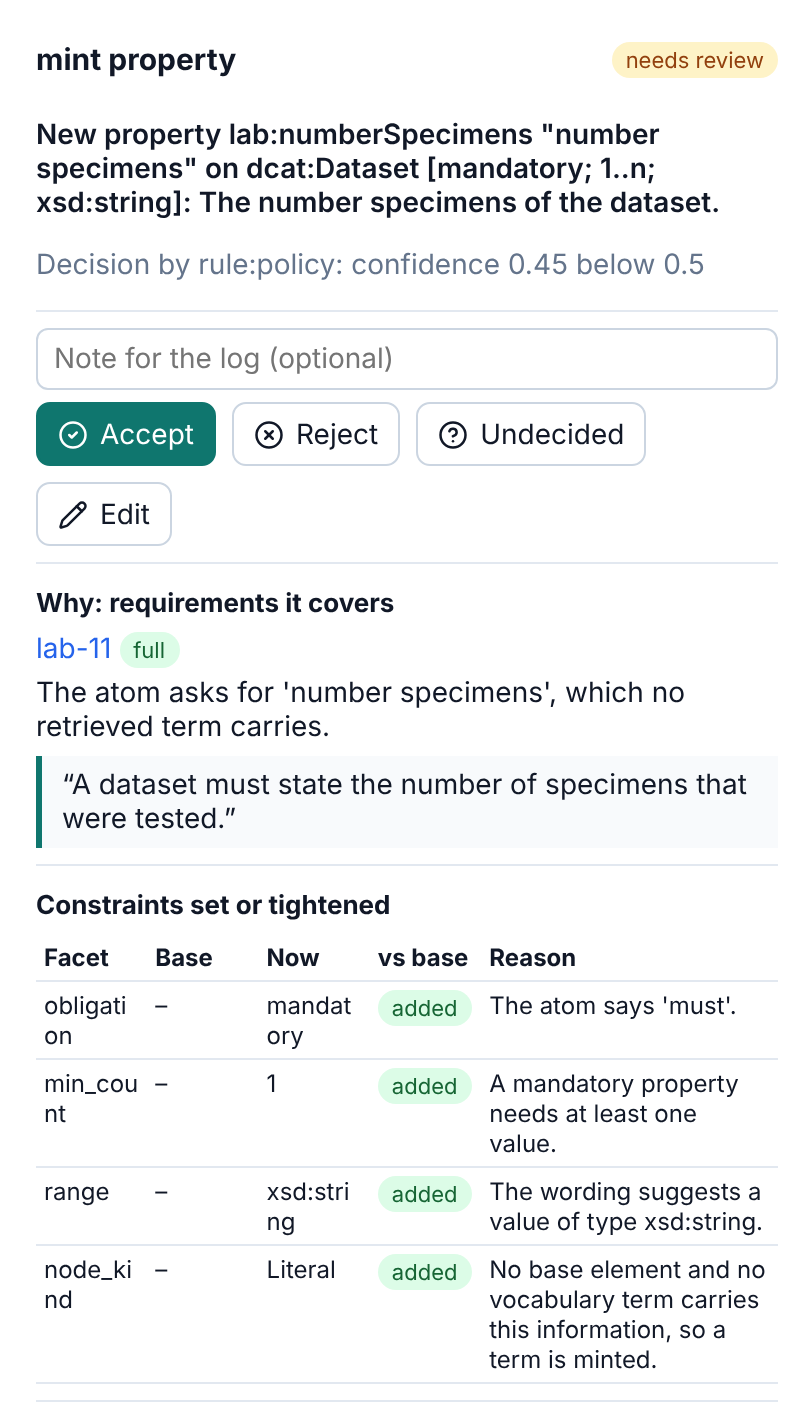 mint property
needs review
New property lab:numberSpecimens "number
specimens" on dcat:Dataset [mandatory; 1..n;
xsd:string]: The number specimens of the dataset.
Decision by rule:policy: confidence 0.45 below 0.5
Note for the log (optional)
Accept
Reject
Undecided
Edit
Why: requirements it covers
lab-11 full
The atom asks for 'number specimens', which no
retrieved term carries.
“A dataset must state the number of specimens that
were tested.”
Constraints set or tightened
Facet Base Now vs base Reason
obligati – mandat added The atom says 'must'.
on ory
min_cou – 1 added A mandatory property
nt needs at least one
value.
range – xsd:stri added The wording suggests a
ng value of type xsd:string.
node_ki – Literal added No base element and no
nd vocabulary term carries
this information, so a
term is minted.